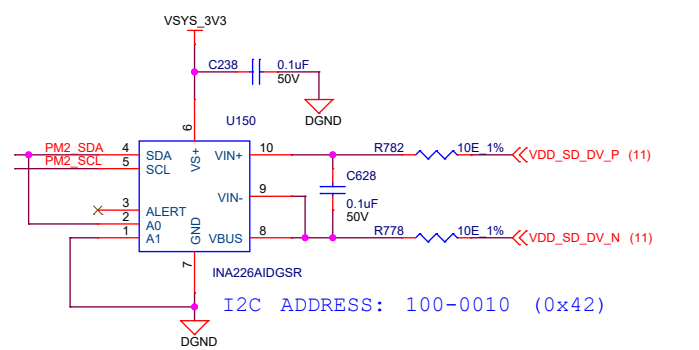 VSYS_3V3
C238 0.1uF
50V
DGND
U150
6
PM2_SDA 4 SDA VS+ VIN+ 10 R782 10E_1% VDD_SD_DV_P (11)
PM2_SCL 5 SCL
C628
VIN- 9
0.1uF
50V
3 ALERT
2 A0
1 A1 GND VBUS 8 R778 10E_1% VDD_SD_DV_N (11)
7
INA226AIDGSR
I2C ADDRESS: 100-0010 (0x42)
DGND